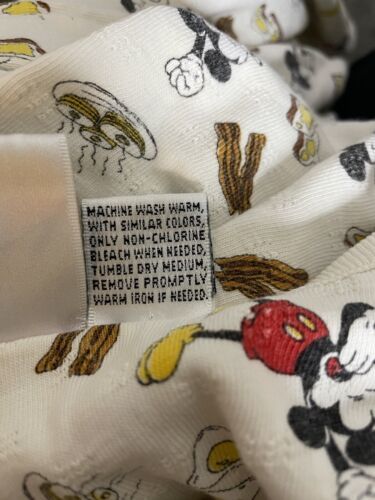 MACHINE WASH WARM,
WITH SIMILAR COLORS,
ONLY NON-CHLORINE
BLEACH WHEN NEEDED,
TUMBLE DRY MEDIUM,
REMOVE PROMPTLY
WARM IRON IF NEEDED.